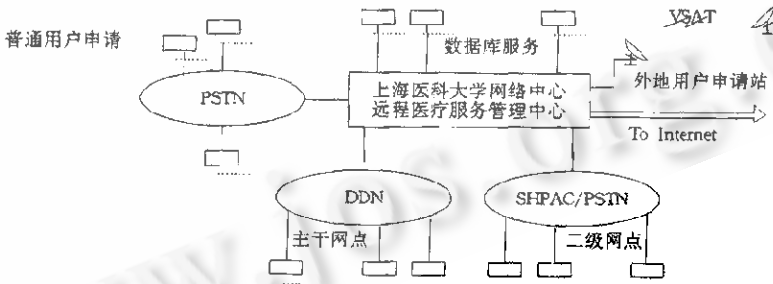 VSAT
普通用户申请
数据库服务
PSTN
上海医科大学网络中心
远程医疗服务管理中心
外地用户申请站
To Internet
DDN
SHPAC/PSTN
主干网点
二级网点